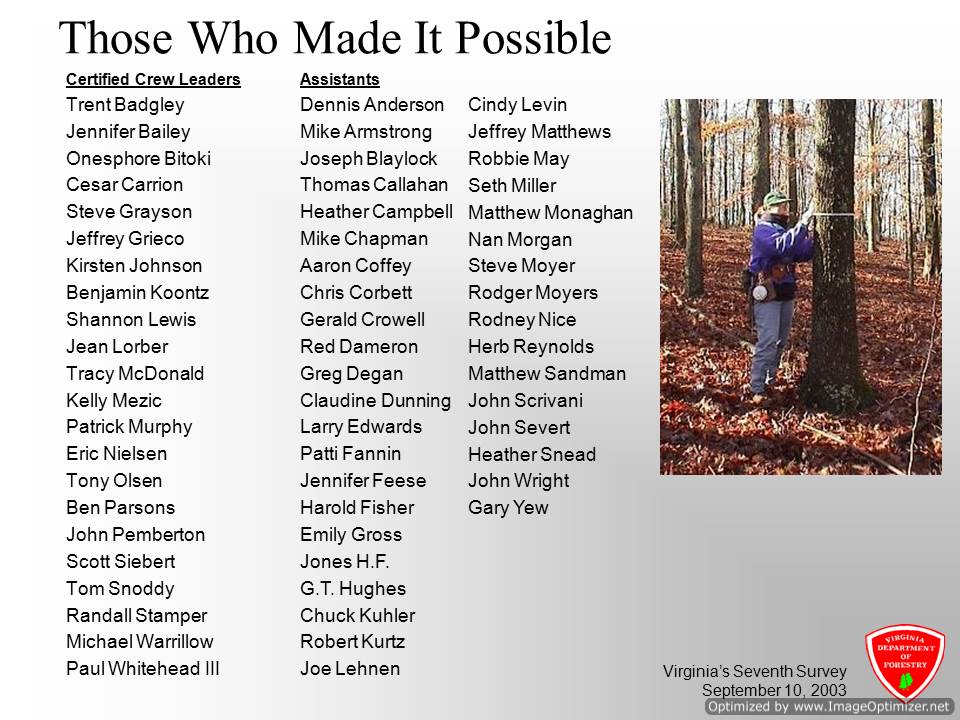 Those Who Made It Possible
Certified Crew Leaders
Trent Badgley
Jennifer Bailey
Onesphore Bitoki
Cesar Carrion
Steve Grayson
Jeffrey Grieco
Kirsten Johnson
Benjamin Koontz
Shannon Lewis
Jean Lorber
Tracy McDonald
Kelly Mezic
Patrick Murphy
Eric Nielsen
Tony Olsen
Ben Parsons
John Pemberton
Scott Siebert
Tom Snoddy
Randall Stamper
Michael Warrillow
Paul Whitehead III
Assistants
Dennis Anderson
Mike Armstrong
Joseph Blaylock
Thomas Callahan
Heather Campbell
Mike Chapman
Aaron Coffey
Chris Corbett
Gerald Crowell
Red Dameron
Greg Degan
Claudine Dunning
Larry Edwards
Patti Fannin
Jennifer Feese
Harold Fisher
Emily Gross
Jones H.F.
G.T. Hughes
Chuck Kuhler
Robert Kurtz
Joe Lehnen
Cindy Levin
Jeffrey Matthews
Robbie May
Seth Miller
Matthew Monaghan
Nan Morgan
Steve Moyer
Rodger Moyers
Rodney Nice
Herb Reynolds
Matthew Sandman
John Scrivani
John Severt
Heather Snead
John Wright
Gary Yew
Virginia's Seventh Survey
September 10, 2003
VIRGINIA
DEPARTMENT
OF
FORESTRY
Optimized by www.ImageOptimizer.net